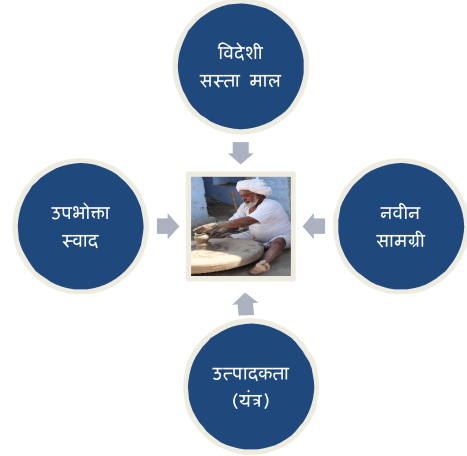 विदेशी
सस्ता माल
उपभोक्ता
स्वाद
नवीन
सामग्री
उत्पादकता
(यंत्र)